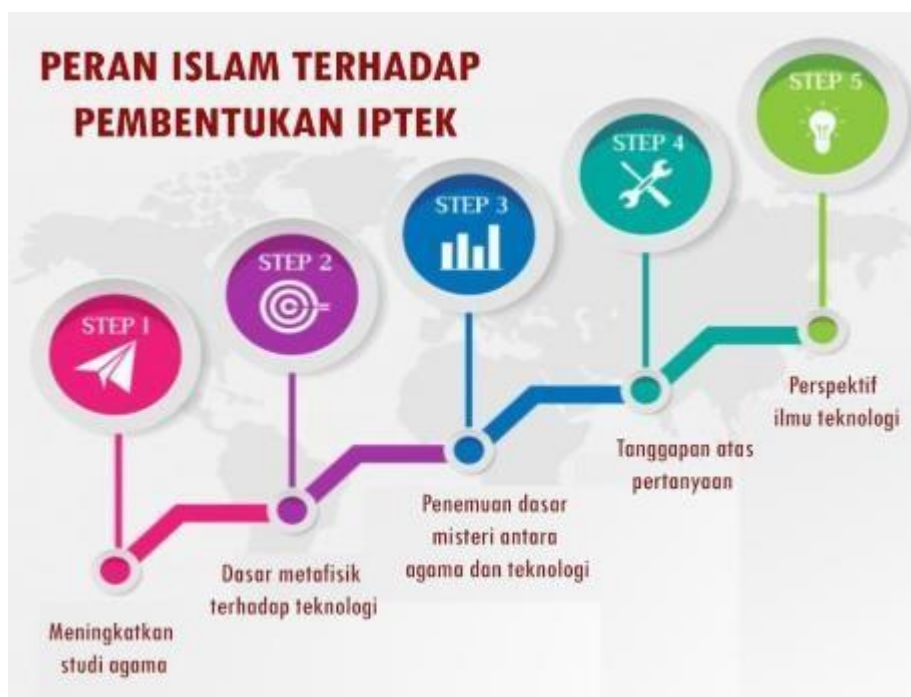 PERAN ISLAM TERHADAP
PEMBENTUKAN IPTEK
STEP 1
Meningkatkan
studi agama
STEP 2
Dasar metafisik
terhadap teknologi
STEP 3
Penemuan dasar
misteri antara
agama dan teknologi
STEP 4
Tanggapan atas
pertanyaan
STEP 5
Perspektif
ilmu teknologi